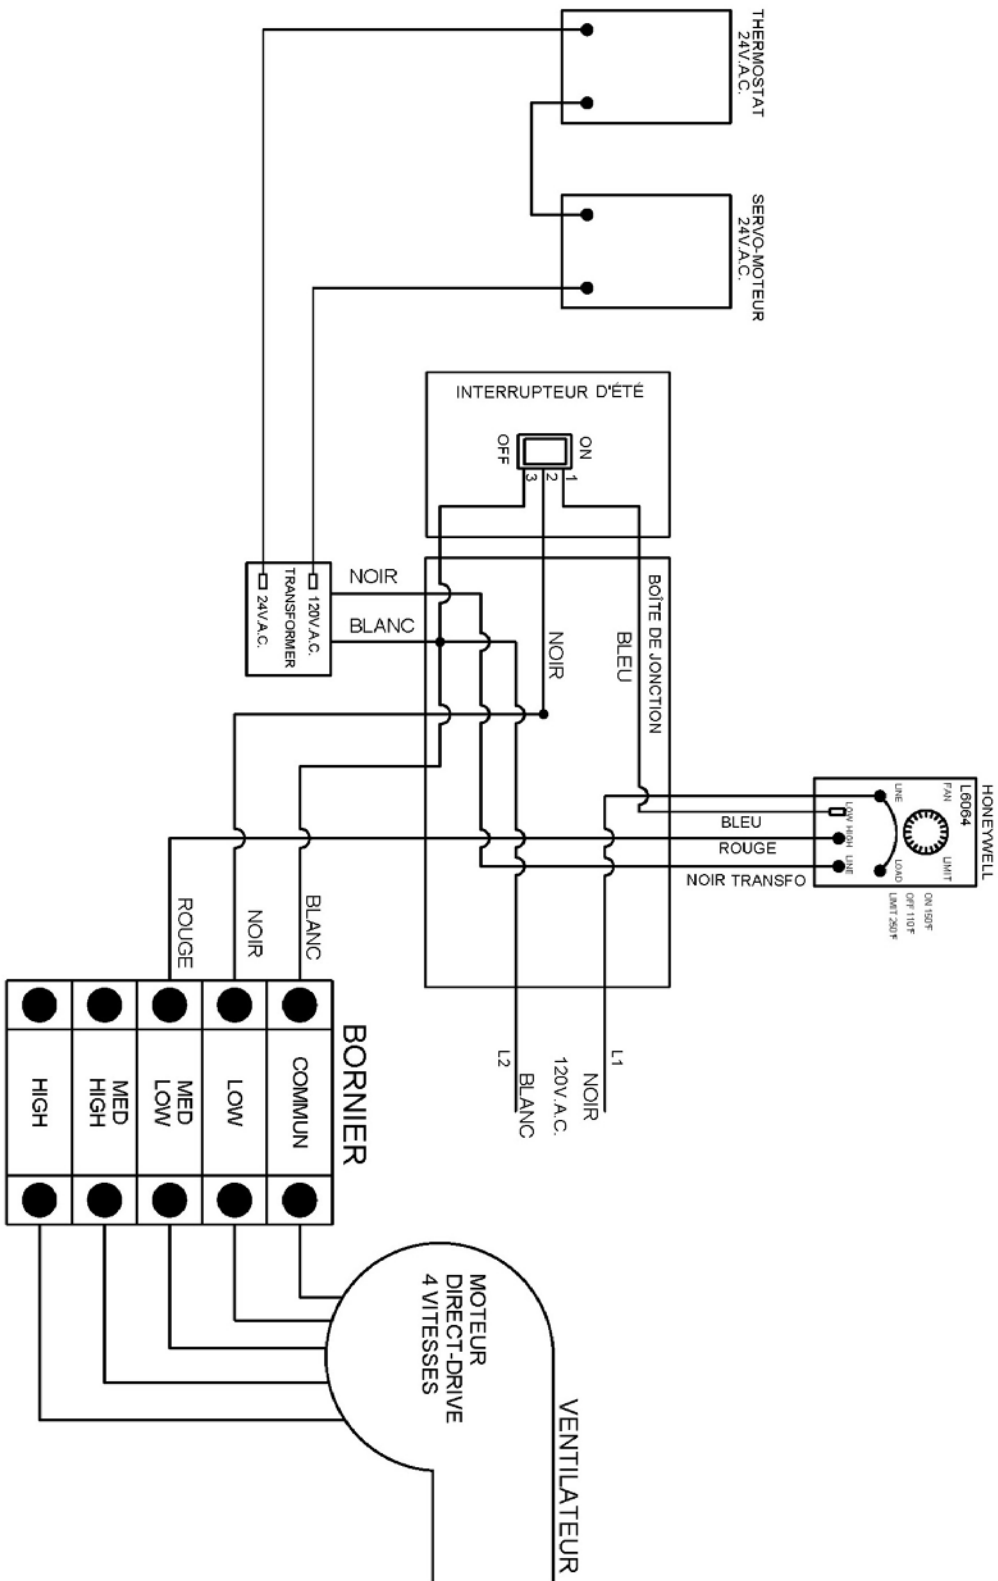 THERMOSTAT
24V.A.C.
SERVO-MOTEUR
24V.A.C.
INTERRUPTEUR D'ÉTÉ
ON
OFF
1
2
3
BOÎTE DE JONCTION
BLEU
NOIR
NOIR
BLANC
TRANSFORMER
120V.A.C.
24V.A.C.
HONEYWELL
L6064
FAN
LIMIT
LINE
LOAD
LOW
HIGH
LINE
ON 150°F
OFF 110°F
LIMIT 250°F
BLEU
ROUGE
NOIR TRANSFO
L1
NOIR
120V.A.C.
L2
BLANC
BLANC
NOIR
ROUGE
BORNIER
COMMUN
LOW
MED
LOW
MED
HIGH
HIGH
MOTEUR
DIRECT-DRIVE
4 VITESSES
VENTILATEUR